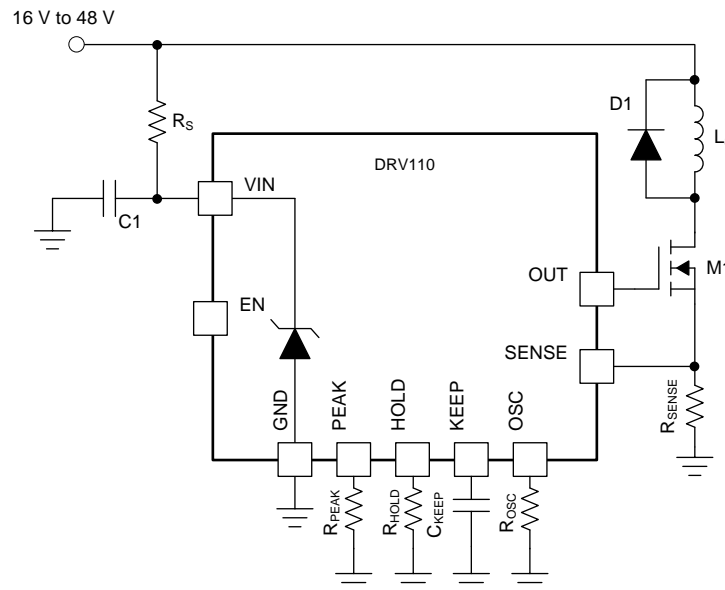 16 V to 48 V
D1
RS
L
DRV110
VIN
C1
M1
OUT
EN
SENSE
GND
PEAK
HOLD
KEEP
OSC
RSENSE
RPEAK
RHOLD
CKEEP
ROSC